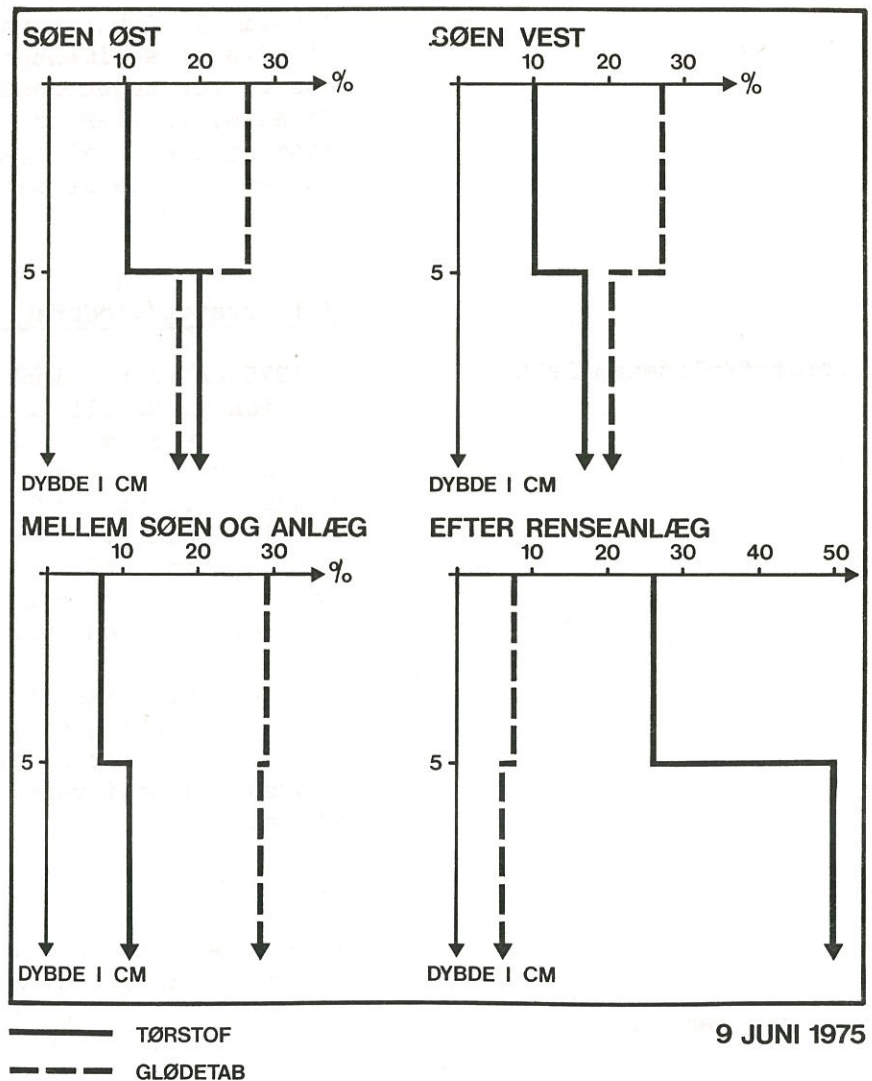 SØEN ØST
10 20 30
%
5
DYBDE I CM
SØEN VEST
10 20 30
%
5
DYBDE I CM
MELLEM SØEN OG ANLÆG
10 20 30
%
5
DYBDE I CM
EFTER RENSEANLÆG
10 20 30 40 50
5
DYBDE I CM
TØRSTOF
GLØDETAB
9 JUNI 1975